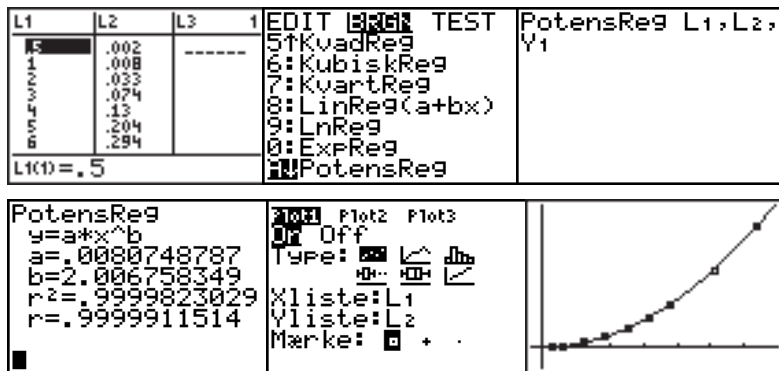 L1 L2 L3 1
.5 .002 ------
1 .008
2 .033
3 .074
4 .13
5 .204
6 .294
L1(1)=.5
EDIT BRGN TEST
5↑KvadReg
6:KubiskReg
7:KvartReg
8:LinReg(a+bx)
9:LnReg
0:ExpReg
A↓PotensReg
PotensReg L1,L2,
Y1
PotensReg
y=a*x^b
a=.0080748787
b=2.006758349
r²=.9999823029
r=.9999911514
Plot1 Plot2 Plot3
On Off
Type:
Xliste:L1
Yliste:L2
Mærke: + ·